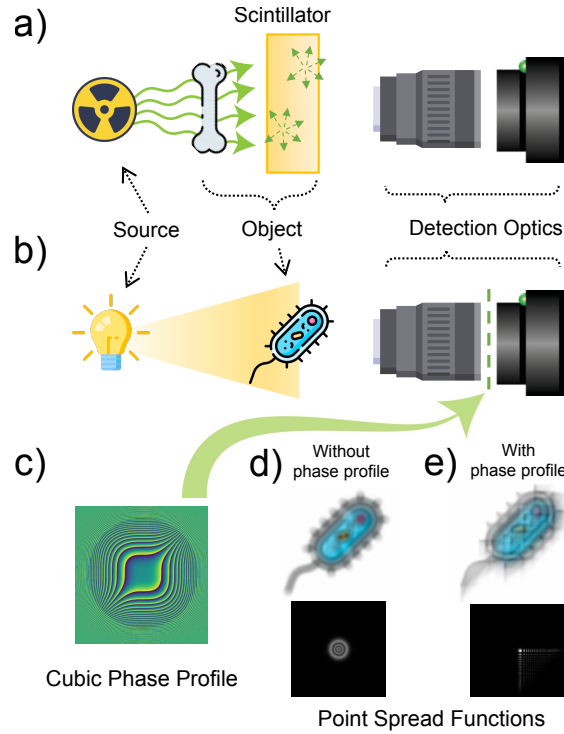 a)
Scintillator
Source
Object
Detection Optics
b)
c)
d)
Without
phase profile
e)
With
phase profile
Cubic Phase Profile
Point Spread Functions